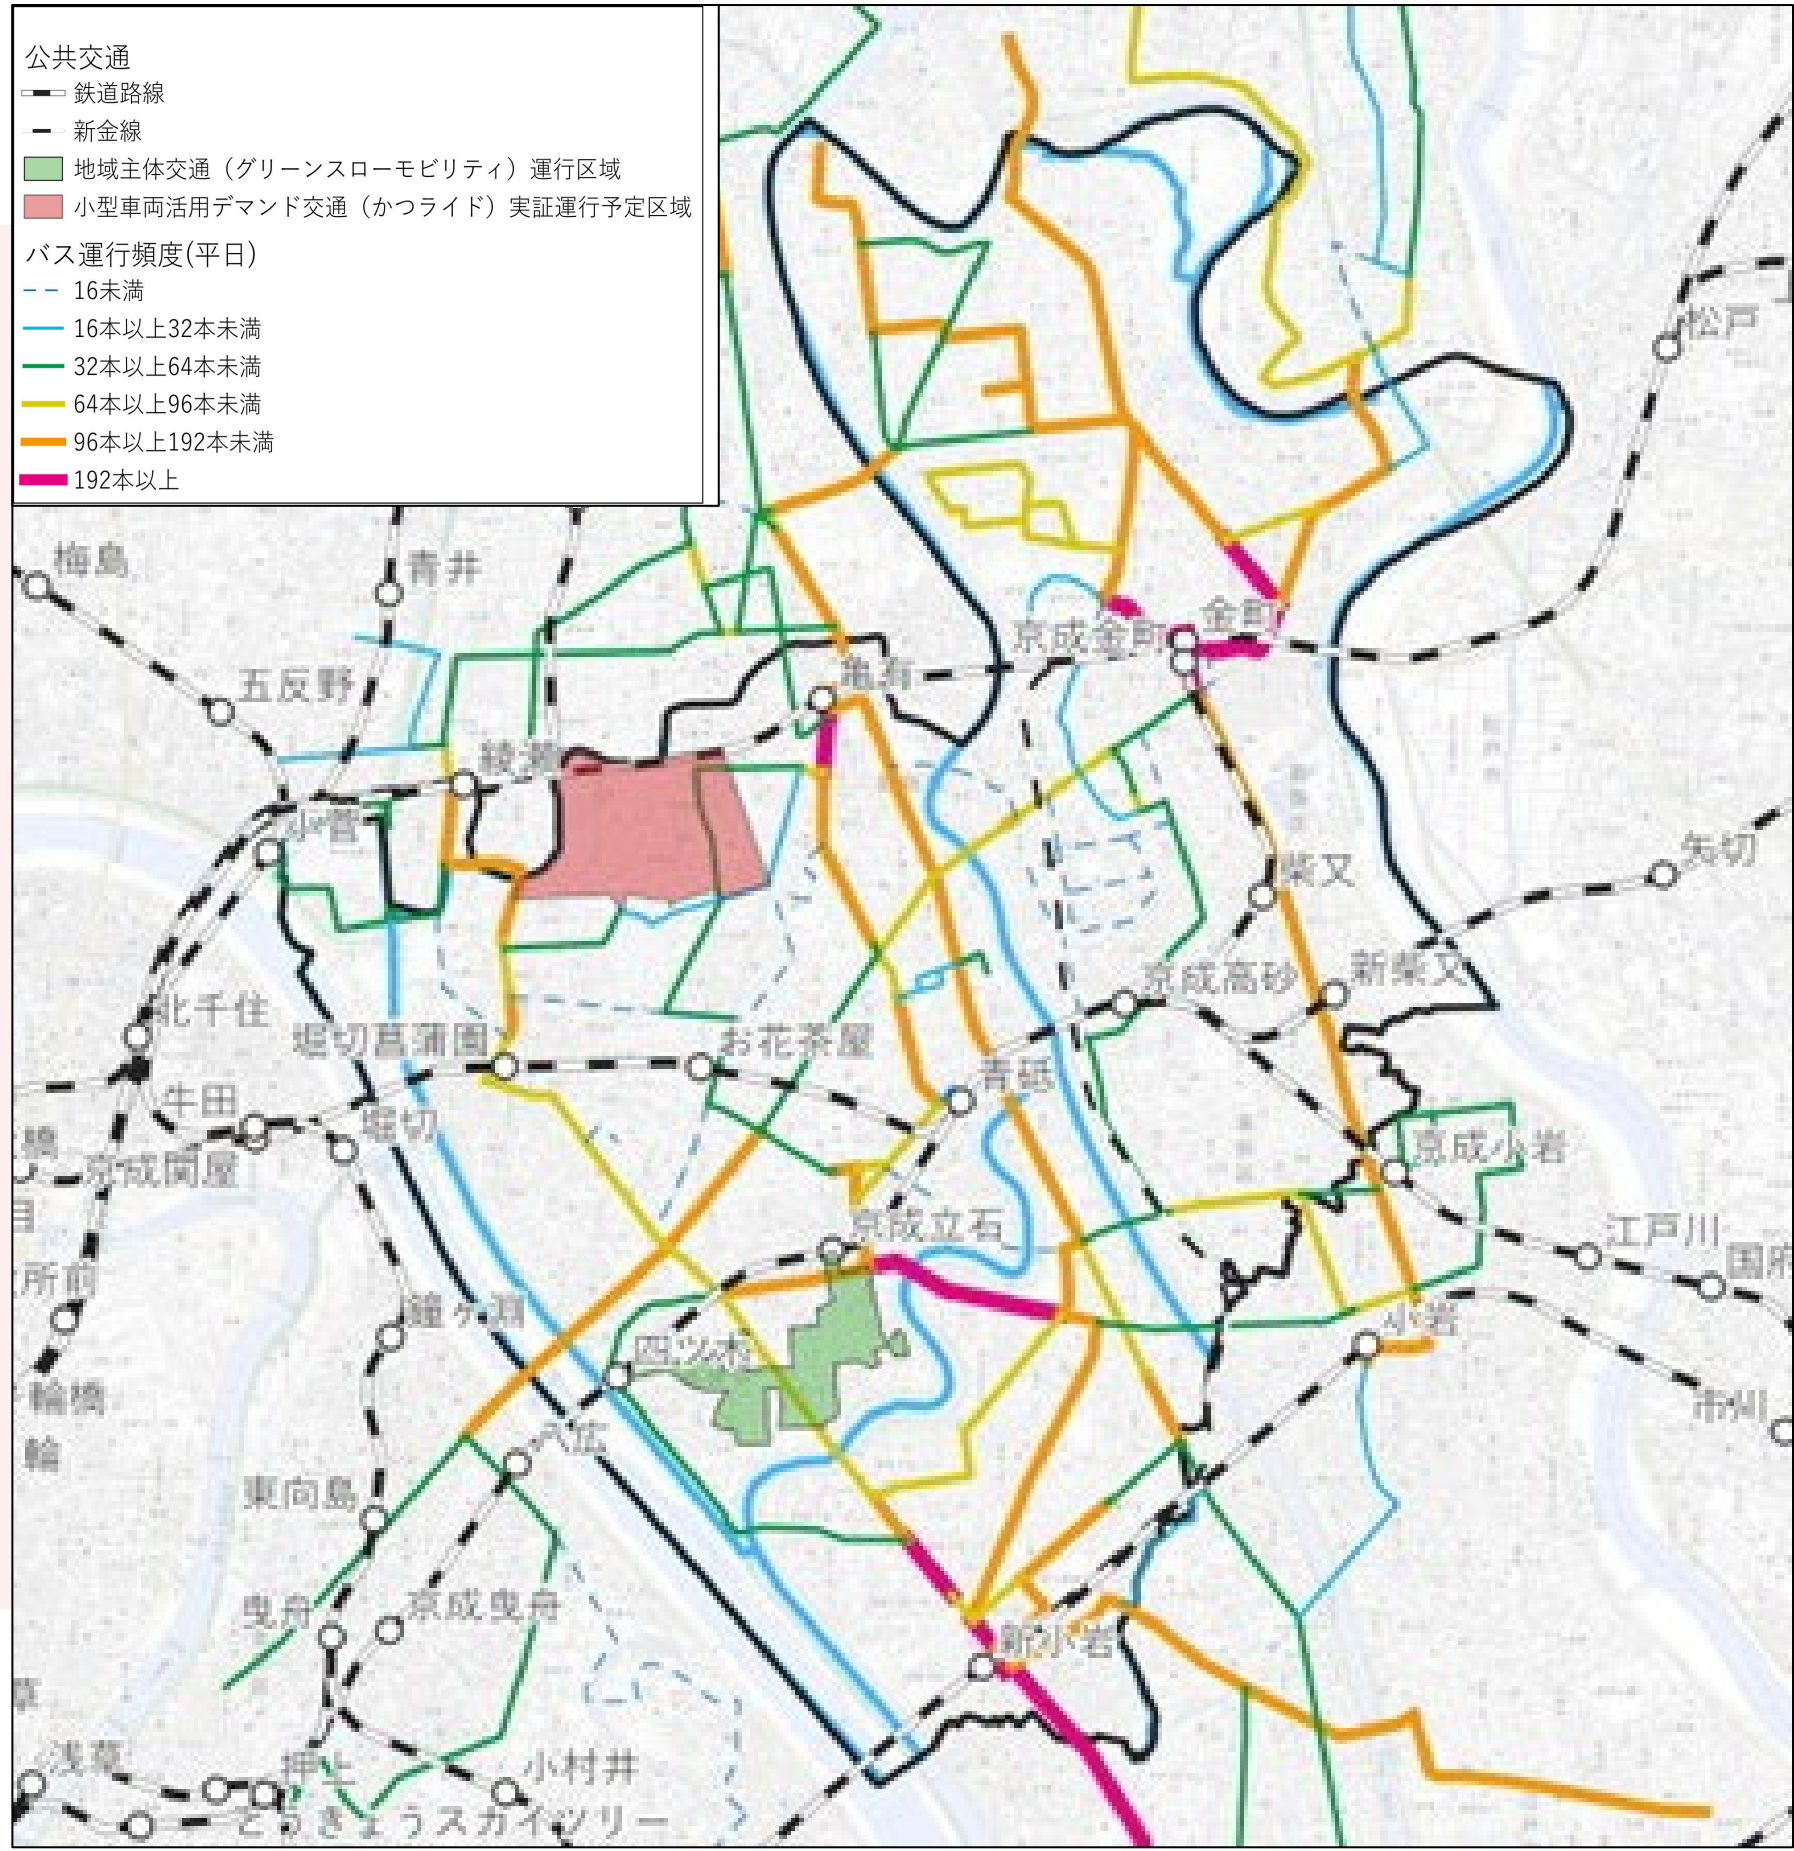 公共交通
鉄道路線
新金線
地域主体交通（グリーンスローモビリティ）運行区域
小型車両活用デマンド交通（かつライド）実証運行予定区域
バス運行頻度(平日)
16未満
16本以上32本未満
32本以上64本未満
64本以上96本未満
96本以上192本未満
192本以上
松戸
梅島
青井
金町
京成金町
亀有
五反野
綾瀬
小菅
柴又
矢切
京成高砂
新柴又
北千住
堀切菖蒲園
お花茶屋
青砥
牛田
堀切
橋
京成関屋
京成小岩
目
京成立石
江戸川
国府
所前
鐘ヶ淵
小岩
四ツ木
輪橋
市川
八広
輪
東向島
曳舟
京成曳舟
新小岩
草
浅草
押上
小村井
とうきょうスカイツリー